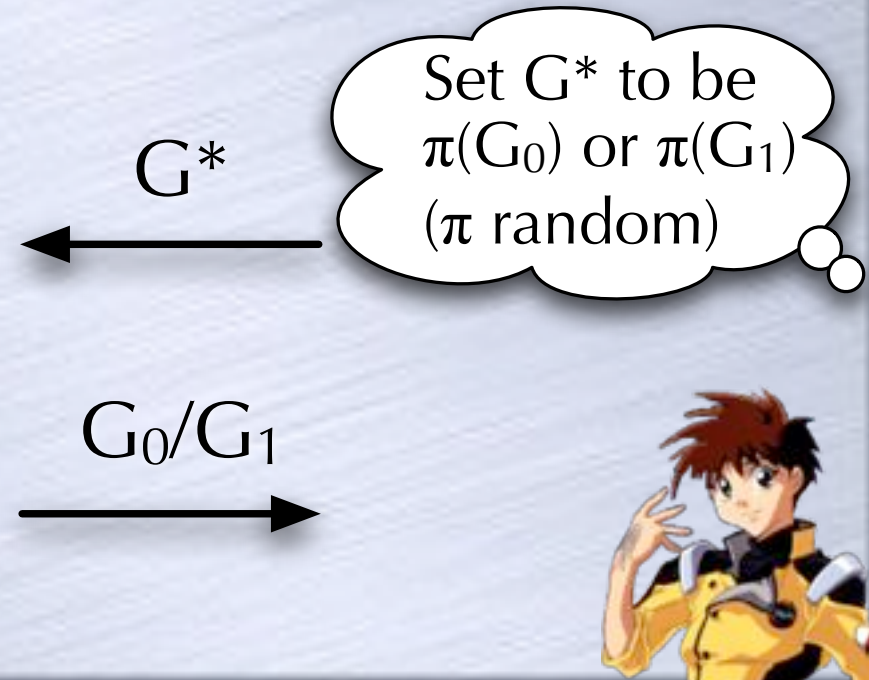 Set G* to be
π(G₀) or π(G₁)
(π random)
G*
G₀/G₁